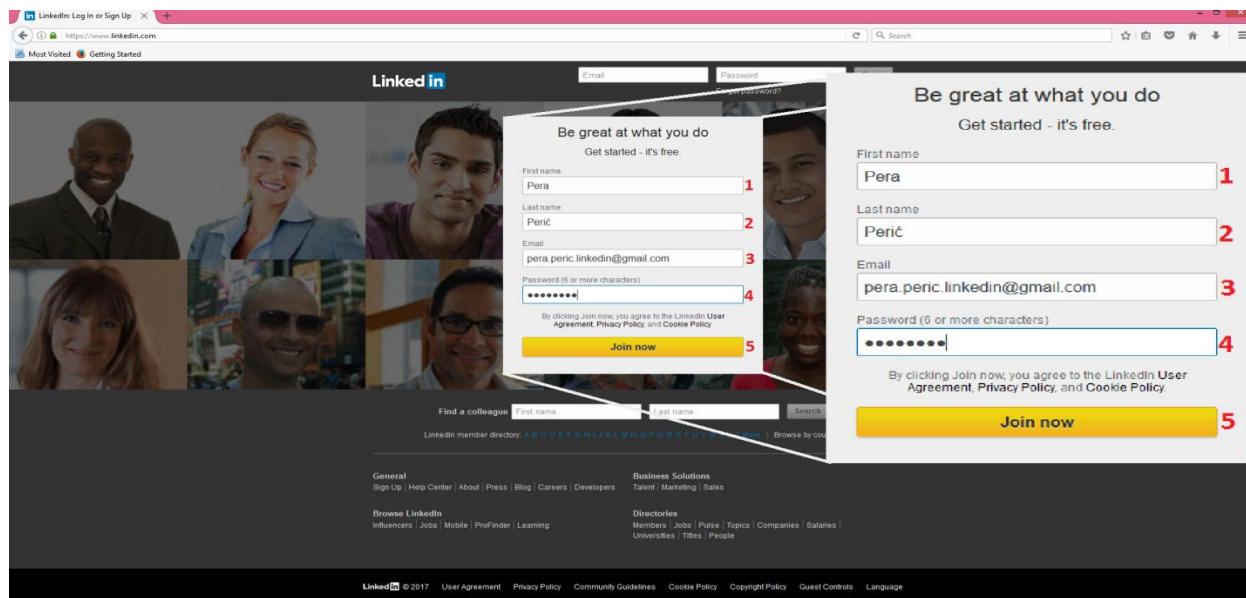 LinkedIn: Log In or Sign Up
https://www.linkedin.com
Search
Most Visited Getting Started
Linked in
Email
Password
Forgot password?
Be great at what you do
Get started - it's free.
First name
Pera 1
Last name
Perić 2
Email
pera.peric.linkedin@gmail.com 3
Password (6 or more characters)
•••••••• 4
By clicking Join now, you agree to the LinkedIn User
Agreement, Privacy Policy, and Cookie Policy.
Join now 5
Be great at what you do
Get started - it's free.
First name
Pera 1
Last name
Perić 2
Email
pera.peric.linkedin@gmail.com 3
Password (6 or more characters)
•••••••• 4
By clicking Join now, you agree to the LinkedIn User
Agreement, Privacy Policy, and Cookie Policy.
Join now 5
Find a colleague First name Last name Search
LinkedIn member directory: A B C D E F G H I J K L M N O P Q R S T U V | Browse by
General
Sign Up | Help Center | About | Press | Blog | Careers | Developers
Business Solutions
Talent | Marketing | Sales
Browse LinkedIn
Influencers | Jobs | Mobile | ProFinder | Learning
Directories
Members | Jobs | Pulse | Topics | Companies | Salaries |
Universities | Titles | People
Linked in © 2017 User Agreement Privacy Policy Community Guidelines Cookie Policy Copyright Policy Guest Controls Language